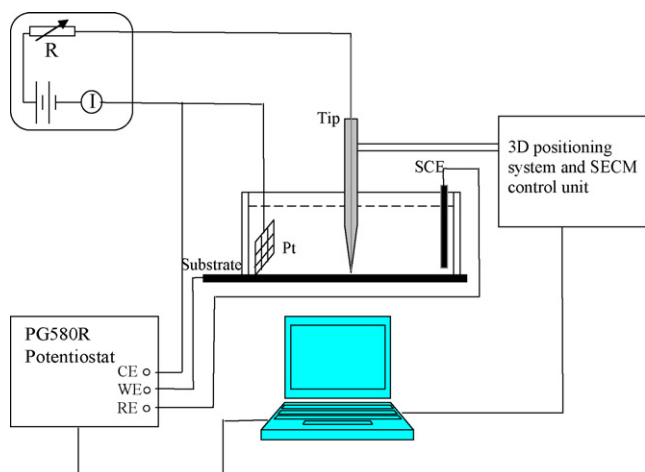 R
I
Tip
SCE
3D positioning
system and SECM
control unit
Pt
Substrate
PG580R
Potentiostat
CE
WE
RE